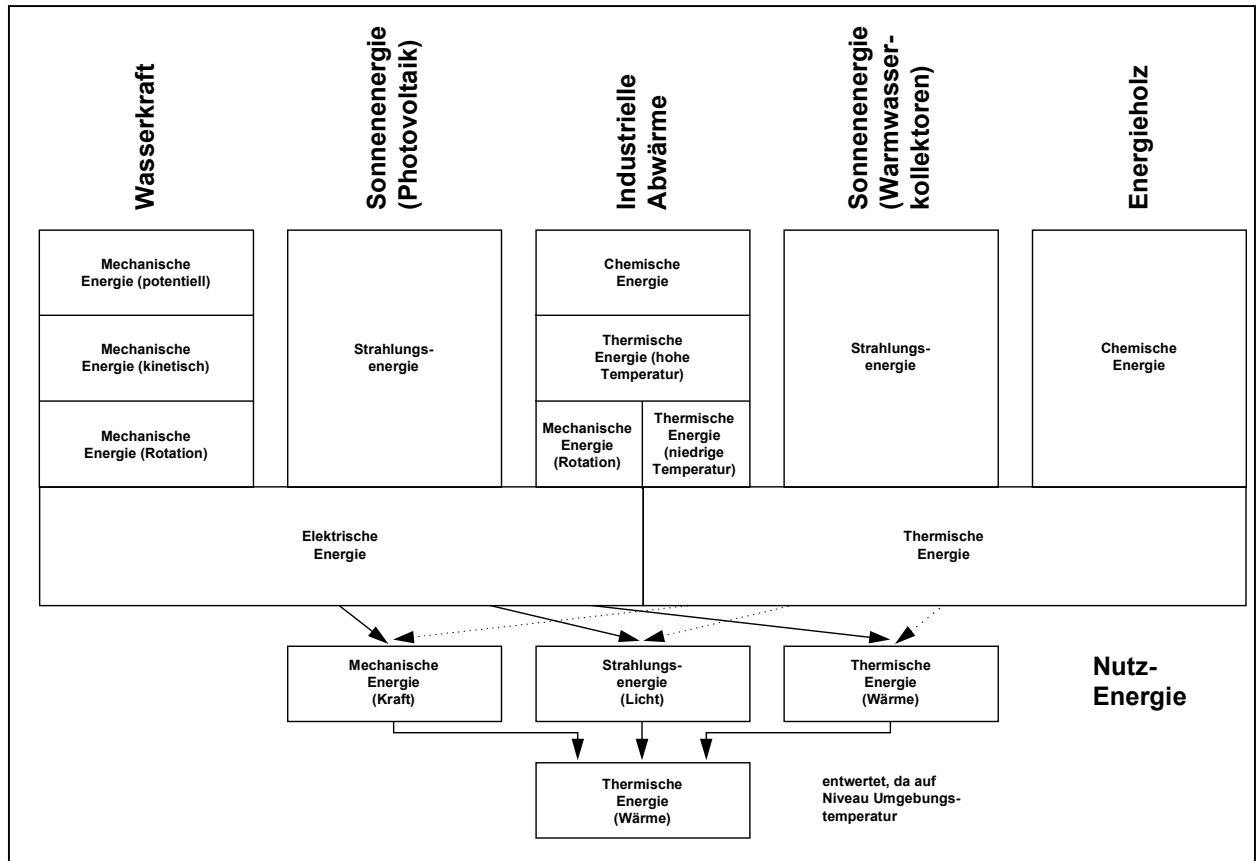 Wasserkraft
Sonnenenergie
(Photovoltaik)
Industrielle
Abwärme
Sonnenenergie
(Warmwasser-
kollektoren)
Energieholz
Mechanische
Energie (potentiell)
Mechanische
Energie (kinetisch)
Mechanische
Energie (Rotation)
Strahlungs-
energie
Chemische
Energie
Thermische
Energie (hohe
Temperatur)
Mechanische
Energie
(Rotation)
Thermische
Energie
(niedrige
Temperatur)
Strahlungs-
energie
Chemische
Energie
Elektrische
Energie
Thermische
Energie
Mechanische
Energie
(Kraft)
Strahlungs-
energie
(Licht)
Thermische
Energie
(Wärme)
Nutz-
Energie
Thermische
Energie
(Wärme)
entwertet, da auf
Niveau Umgebungs-
temperatur